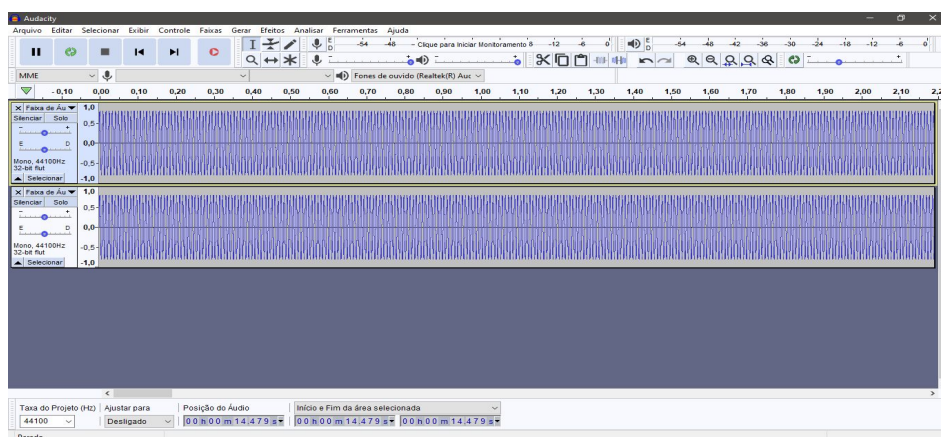 Audacity
Arquivo Editar Selecionar Exibir Controle Faixas Gerar Efeitos Analisar Ferramentas Ajuda
E D -54 -48 - Clique para Iniciar Monitoramento 8 -12 -6 0 E D -54 -48 -42 -36 -30 -24 -18 -12 -6 0
MME Fones de ouvido (Realtek(R) Auc
- 0,10 0,00 0,10 0,20 0,30 0,40 0,50 0,60 0,70 0,80 0,90 1,00 1,10 1,20 1,30 1,40 1,50 1,60 1,70 1,80 1,90 2,00 2,10 2,2
X Faixa de Áu 1,0
Silenciar Solo 0,5
- +
E D 0,0
Mono, 44100Hz -0,5
32-bit flut
Selecionar -1,0
X Faixa de Áu 1,0
Silenciar Solo 0,5
- +
E D 0,0
Mono, 44100Hz -0,5
32-bit flut
Selecionar -1,0
Taxa do Projeto (Hz) Ajustar para Posição do Áudio Início e Fim da área selecionada
44100 Desligado 00 h 00 m 14,479 s 00 h 00 m 14,479 s 00 h 00 m 14,479 s